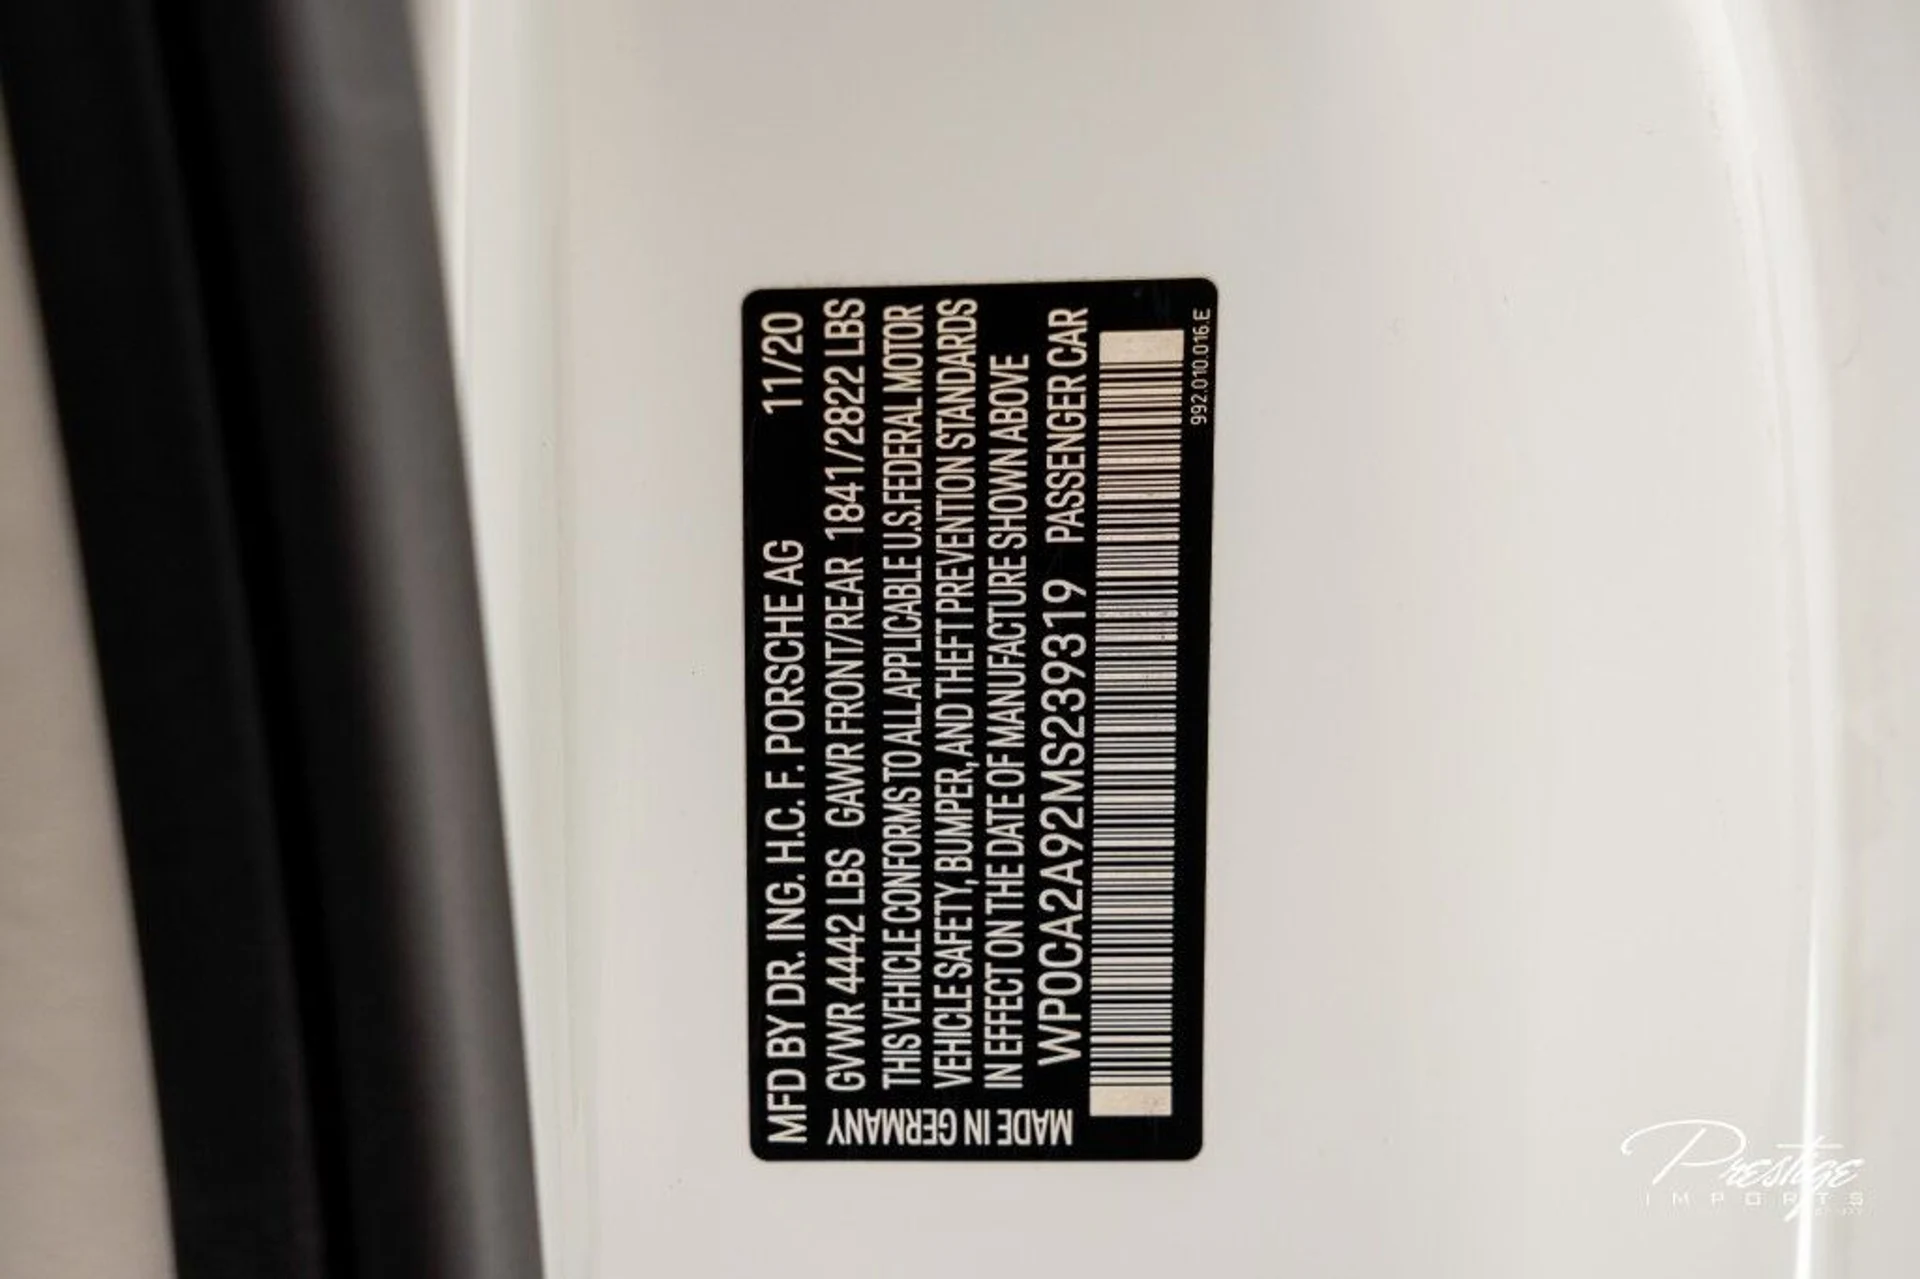 MFD BY DR. ING. H.C. F. PORSCHE AG 11/20
GVWR 4442 LBS GAWR FRONT/REAR 1841/2822 LBS
THIS VEHICLE CONFORMS TO ALL APPLICABLE U.S. FEDERAL MOTOR
VEHICLE SAFETY, BUMPER, AND THEFT PREVENTION STANDARDS
IN EFFECT ON THE DATE OF MANUFACTURE SHOWN ABOVE
WP0CA2A92MS239319 PASSENGER CAR
992.010.016.E
MADE IN GERMANY
Prestige
IMPORTS